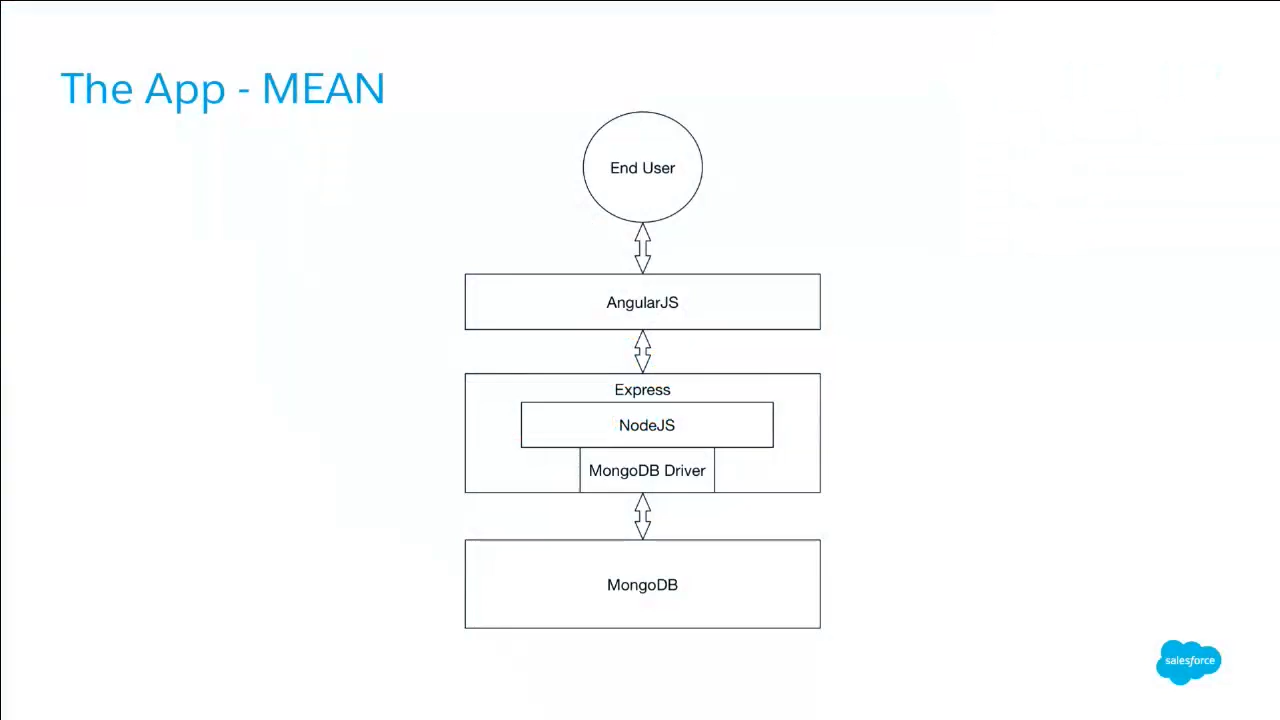 The App - MEAN
End User
AngularJS
Express
NodeJS
MongoDB Driver
MongoDB
salesforce